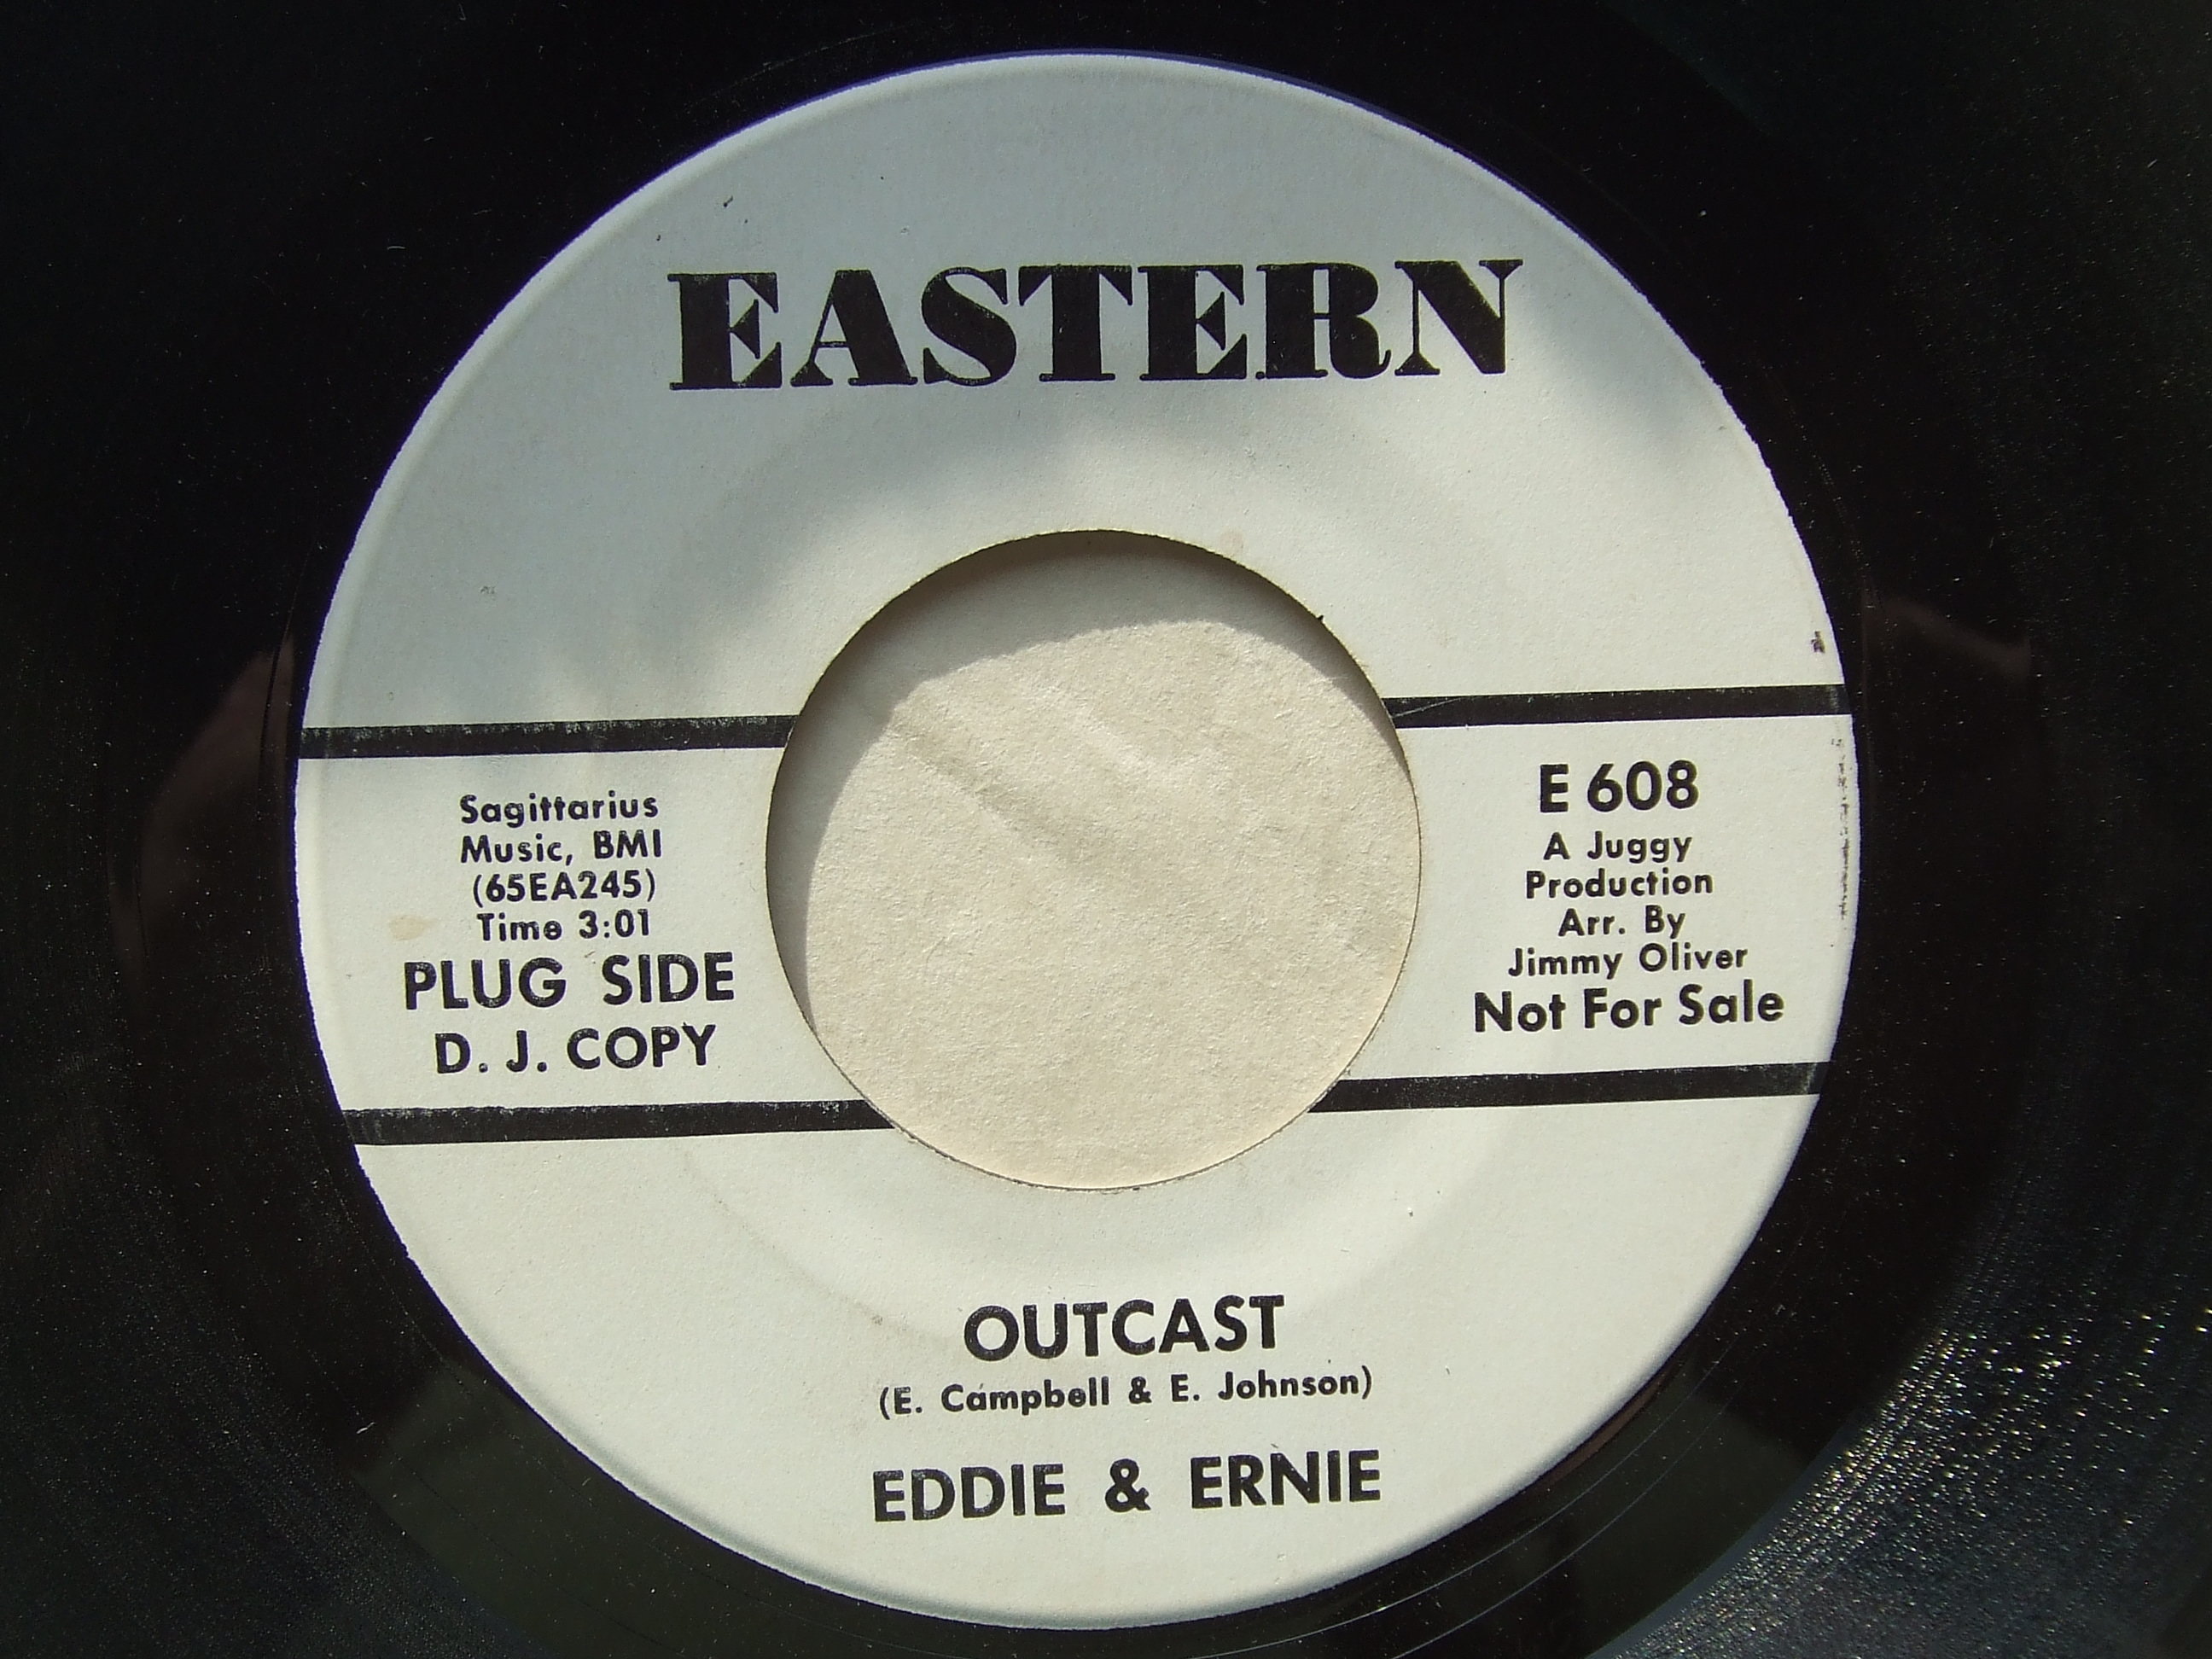 EASTERN
Sagittarius
Music, BMI
(65EA245)
Time 3:01
PLUG SIDE
D. J. COPY
E 608
A Juggy
Production
Arr. By
Jimmy Oliver
Not For Sale
OUTCAST
(E. Campbell & E. Johnson)
EDDIE & ERNIE